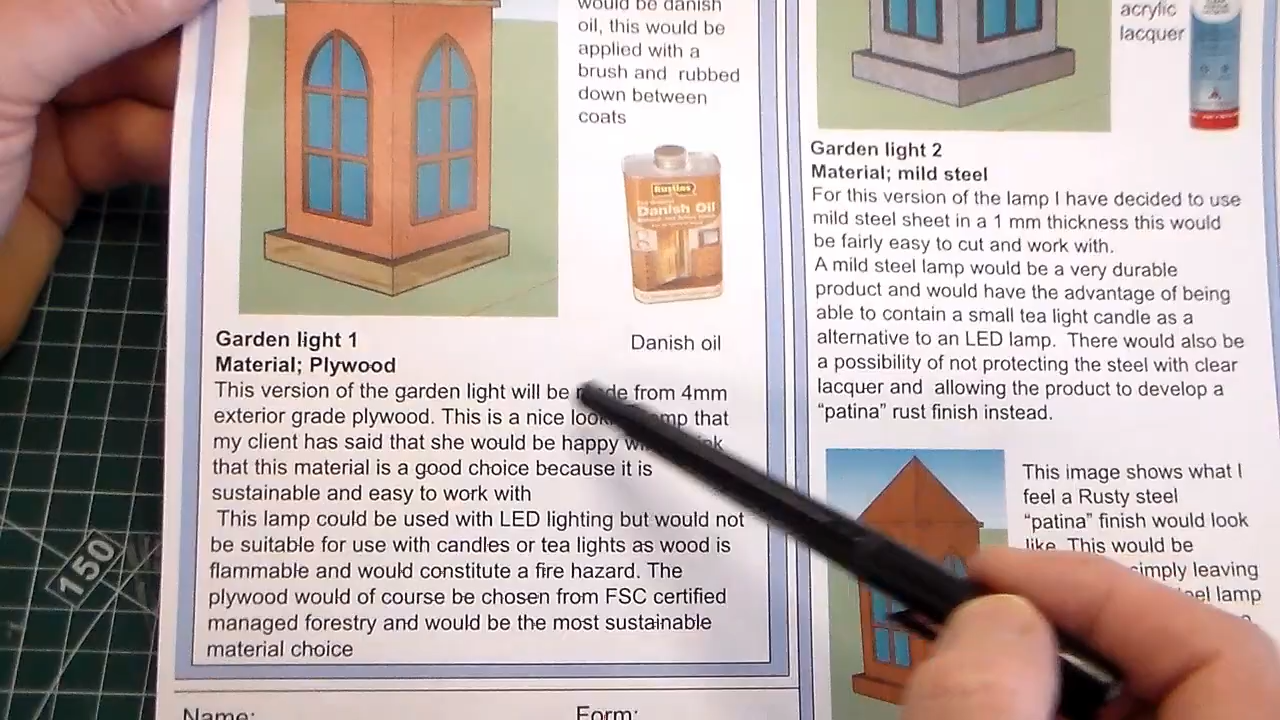 would be danish
oil, this would be
applied with a
brush and rubbed
down between
coats
Rustins
Danish Oil
Danish oil
Garden light 1
Material; Plywood
This version of the garden light will be made from 4mm
exterior grade plywood. This is a nice lamp that
my client has said that she would be happy
that this material is a good choice because it is
sustainable and easy to work with
This lamp could be used with LED lighting but would not
be suitable for use with candles or tea lights as wood is
flammable and would constitute a fire hazard. The
plywood would of course be chosen from FSC certified
managed forestry and would be the most sustainable
material choice
Name:
Form:
acrylic
lacquer
Garden light 2
Material; mild steel
For this version of the lamp I have decided to use
mild steel sheet in a 1 mm thickness this would
be fairly easy to cut and work with.
A mild steel lamp would be a very durable
product and would have the advantage of being
able to contain a small tea light candle as a
alternative to an LED lamp. There would also be
a possibility of not protecting the steel with clear
lacquer and allowing the product to develop a
“patina” rust finish instead.
This image shows what I
feel a Rusty steel
“patina” finish would look
like. This would be
simply leaving
lamp
150